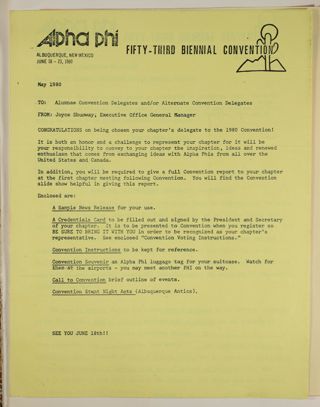 Alpha Phi
FIFTY-THIRD BIENNIAL CONVENTION
ALBUQUERQUE, NEW MEXICO
JUNE 18 - 23, 1980
May 1980
TO: Alumnae Convention Delegates and/or Alternate Convention Delegates
FROM: Joyce Shumway, Executive Office General Manager
CONGRATULATIONS on being chosen your chapter's delegate to the 1980 Convention!
It is both an honor and a challenge to represent your chapter for it will be
your responsibility to convey to your chapter the inspiration, ideas and renewed
enthusiasm that comes from exchanging ideas with Alpha Phis from all over the
United States and Canada.
In addition, you will be required to give a full Convention report to your chapter
at the first chapter meeting following Convention. You will find the Convention
slide show helpful in giving this report.
Enclosed are:
A Sample News Release for your use.
A Credentials Card to be filled out and signed by the President and Secretary
of your chapter. It is to be presented to Convention when you register so
BE SURE TO BRING IT WITH YOU in order to be recognized as your chapter's
representative. See enclosed "Convention Voting Instructions."
Convention Instructions to be kept for reference.
Convention Souvenir an Alpha Phi luggage tag for your suitcase. Watch for
them at the airports - you may meet another PHI on the way.
Call to Convention brief outline of events.
Convention Stunt Night Acts (Albuquerque Antics).
SEE YOU JUNE 18th!!